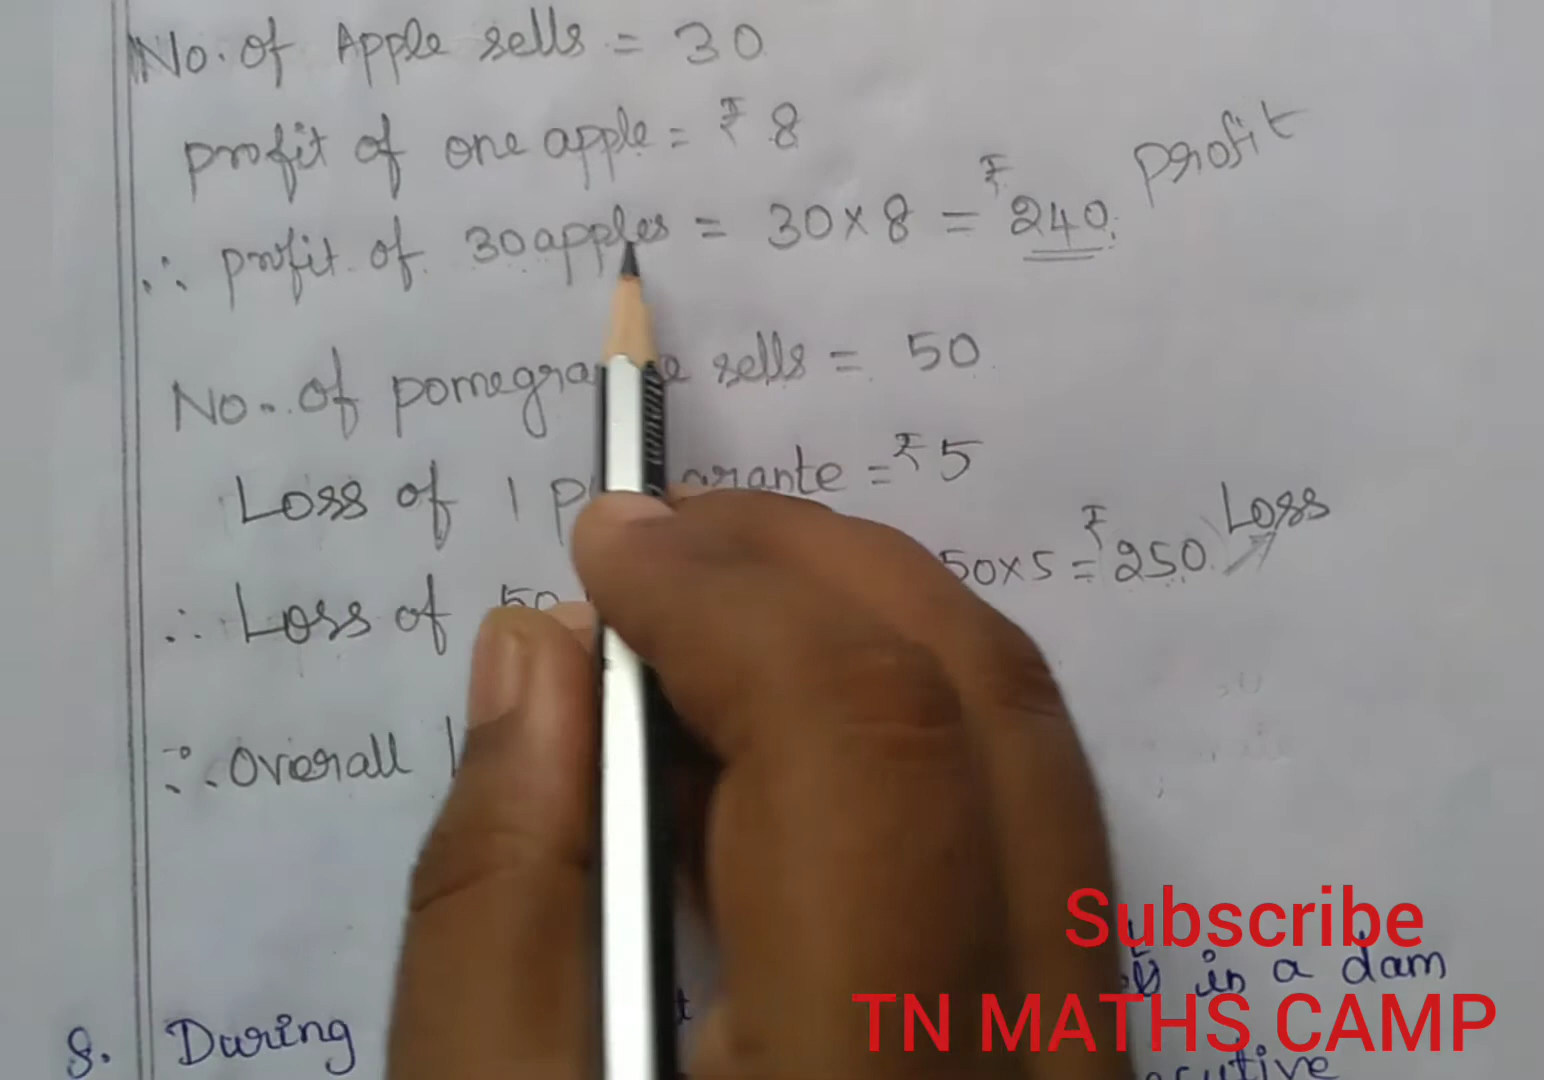 No. of Apple sells = 30
profit of one apple = ₹ 8
∴ profit of 30 apples = 30 × 8 = ₹ 240. profit
No. of sells = 50
Loss of 1 = ₹ 5
∴ Loss of 50 50 × 5 = ₹ 250 Loss
∴ Overall
Subscribe
in a dam
TN MATHS CAMP
8. During